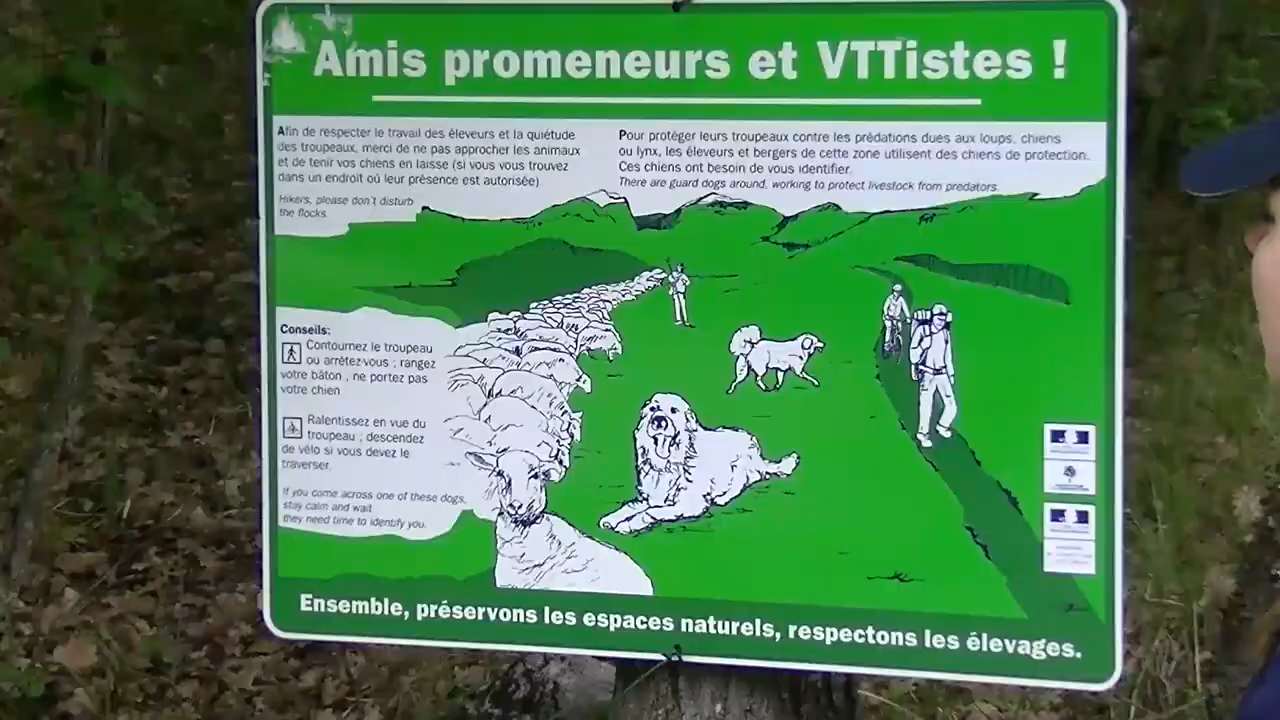 Amis promeneurs et VTTistes !
Afin de respecter le travail des éleveurs et la quiétude
des troupeaux, merci de ne pas approcher les animaux
et de tenir vos chiens en laisse (si vous vous trouvez
dans un endroit où leur présence est autorisée)
Hikers, please don't disturb
the flocks.
Pour protéger leurs troupeaux contre les prédations dues aux loups, chiens
ou lynx, les éleveurs et bergers de cette zone utilisent des chiens de protection.
Ces chiens ont besoin de vous identifier.
There are guard dogs around, working to protect livestock from predators.
Conseils:
Contournez le troupeau
ou arrêtez-vous ; rangez
votre bâton , ne portez pas
votre chien
Ralentissez en vue du
troupeau ; descendez
de vélo si vous devez le
traverser.
If you come across one of these dogs,
stay calm and wait
they need time to identify you.
Ensemble, préservons les espaces naturels, respectons les élevages.